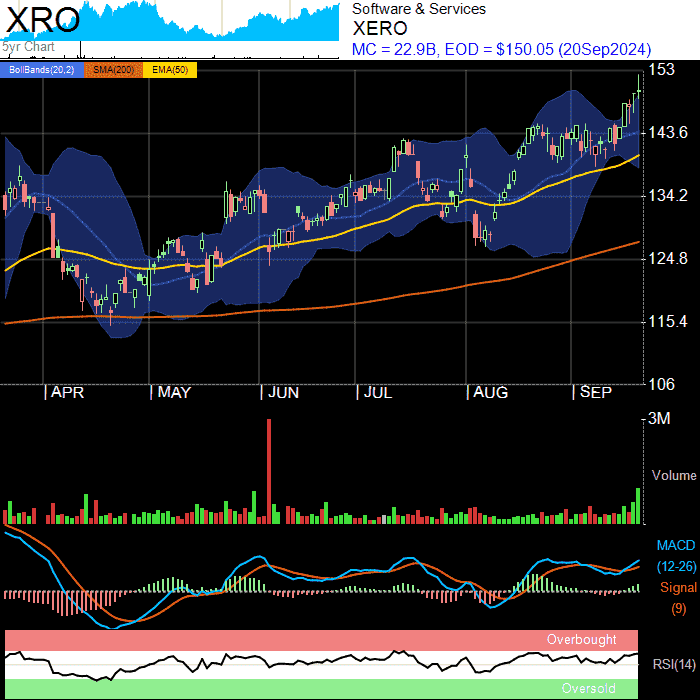 XRO
5yr Chart
Software & Services
XERO
MC = 22.9B, EOD = $150.05 (20Sep2024)
BollBands(20,2) SMA(200) EMA(50)
153
143.6
134.2
124.8
115.4
106
APR MAY JUN JUL AUG SEP
3M
Volume
MACD
(12-26)
Signal
(9)
Overbought
RSI(14)
Oversold